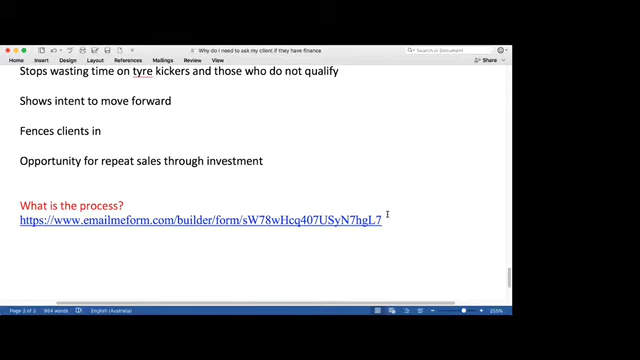 Why do I need to ask my client if they have finance
Search in Document
Home Insert Design Layout References Mailings Review View Share
Stops wasting time on tyre kickers and those who do not qualify
Shows intent to move forward
Fences clients in
Opportunity for repeat sales through investment
What is the process?
https://www.emailmeform.com/builder/form/sW78wHcq407USyN7hgL7
Page 3 of 3 964 words English (Australia) 255%